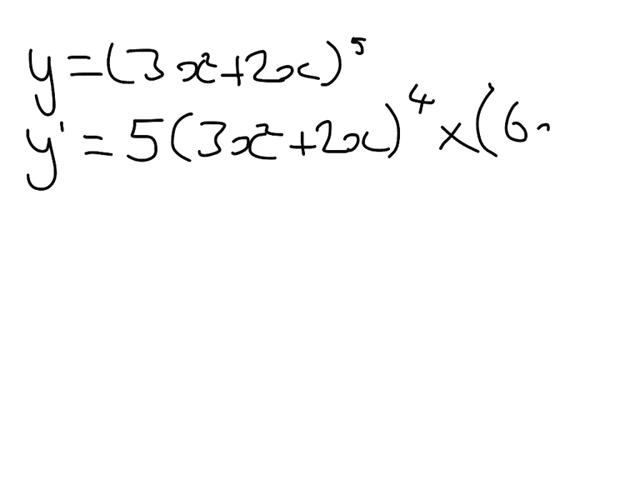 y = (3x²+2x)⁵
y' = 5(3x²+2x)⁴ × (6